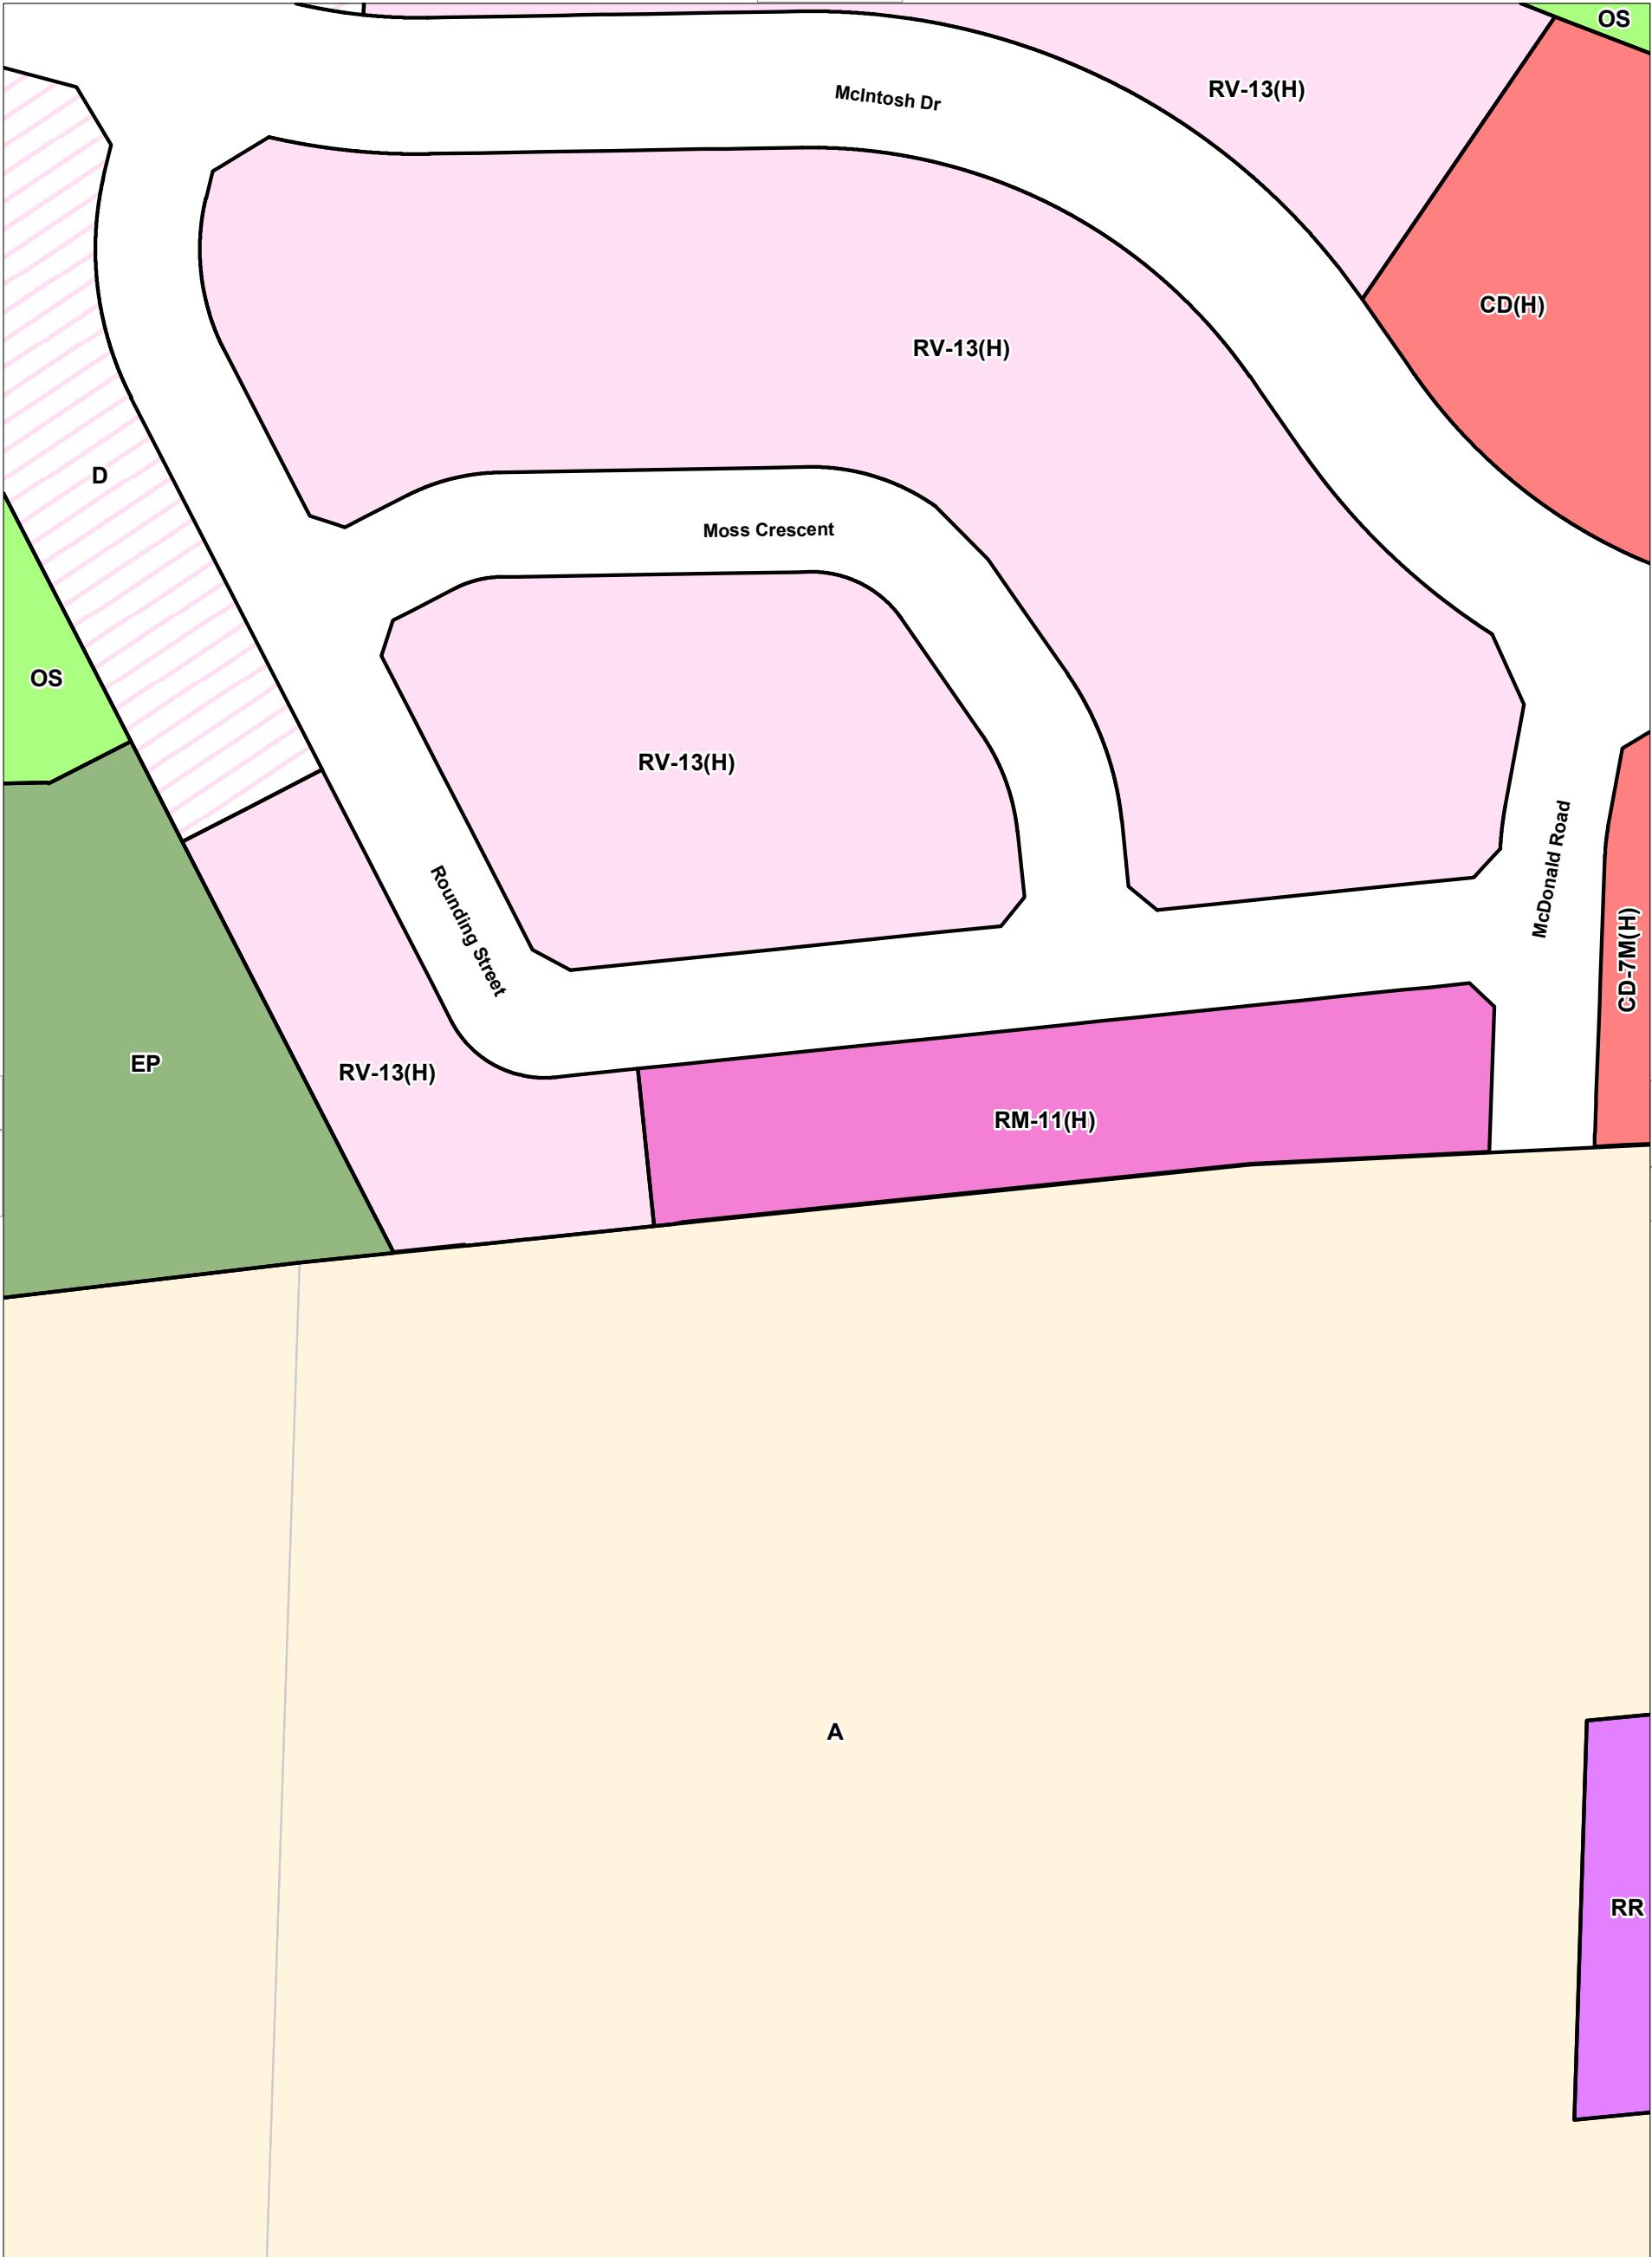 OS
RV-13(H)
McIntosh Dr
CD(H)
RV-13(H)
D
Moss Crescent
OS
RV-13(H)
McDonald Road
Rounding Street
CD-7M(H)
EP
RV-13(H)
RM-11(H)
A
RR